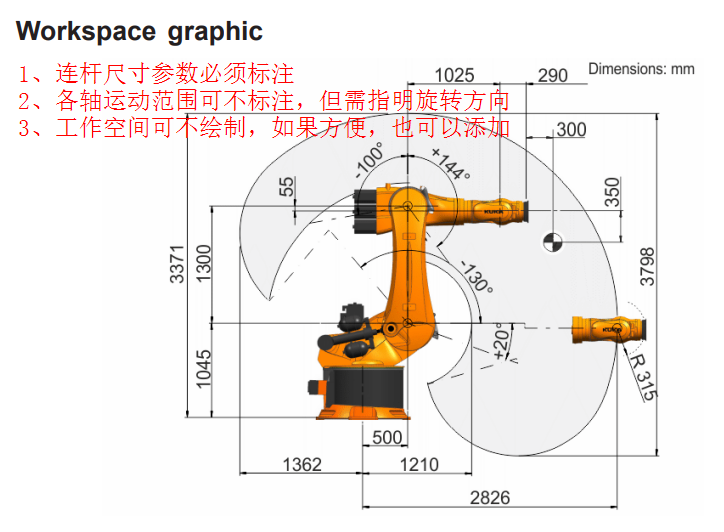 Workspace graphic
1、连杆尺寸参数必须标注
2、各轴运动范围可不标注，但需指明旋转方向
3、工作空间可不绘制，如果方便，也可以添加
Dimensions: mm
1025
290
300
-100°
+144°
55
350
3371
1300
3798
-130°
+20°
KUKA
KUKA
R 315
1045
500
1362
1210
2826